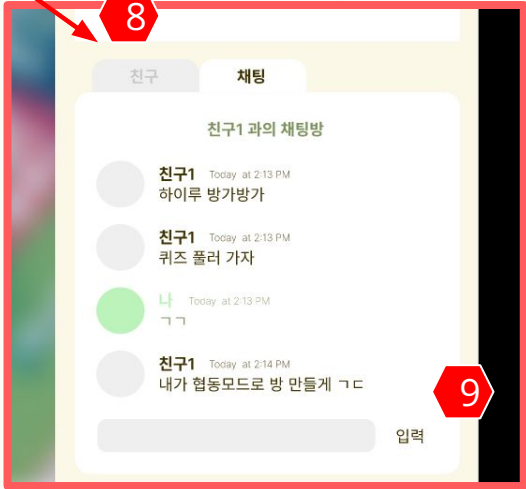 8
친구
채팅
친구1 과의 채팅방
친구1 Today at 2:13 PM
하이루 방가방가
친구1 Today at 2:13 PM
퀴즈 풀러 가자
나 Today at 2:13 PM
ㄱㄱ
친구1 Today at 2:14 PM
내가 협동모드로 방 만들게 ㄱㄷ
9
입력